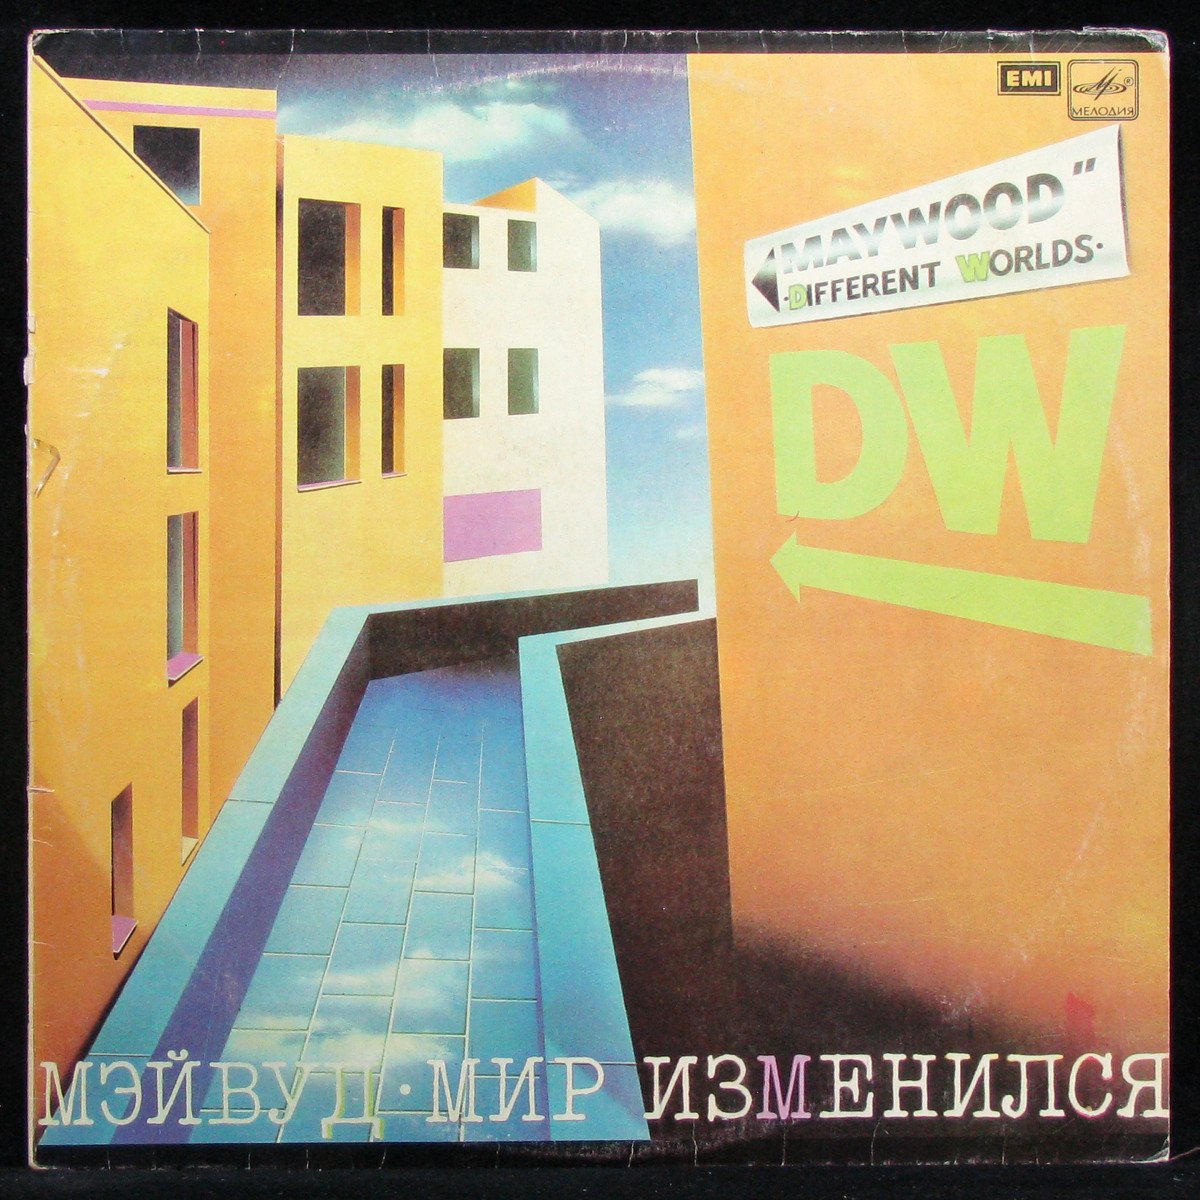 EMI
МЕЛОДИЯ
MAYWOOD"
·DIFFERENT WORLDS·
DW
МЭЙВУД·МИР ИЗМЕНИЛСЯ